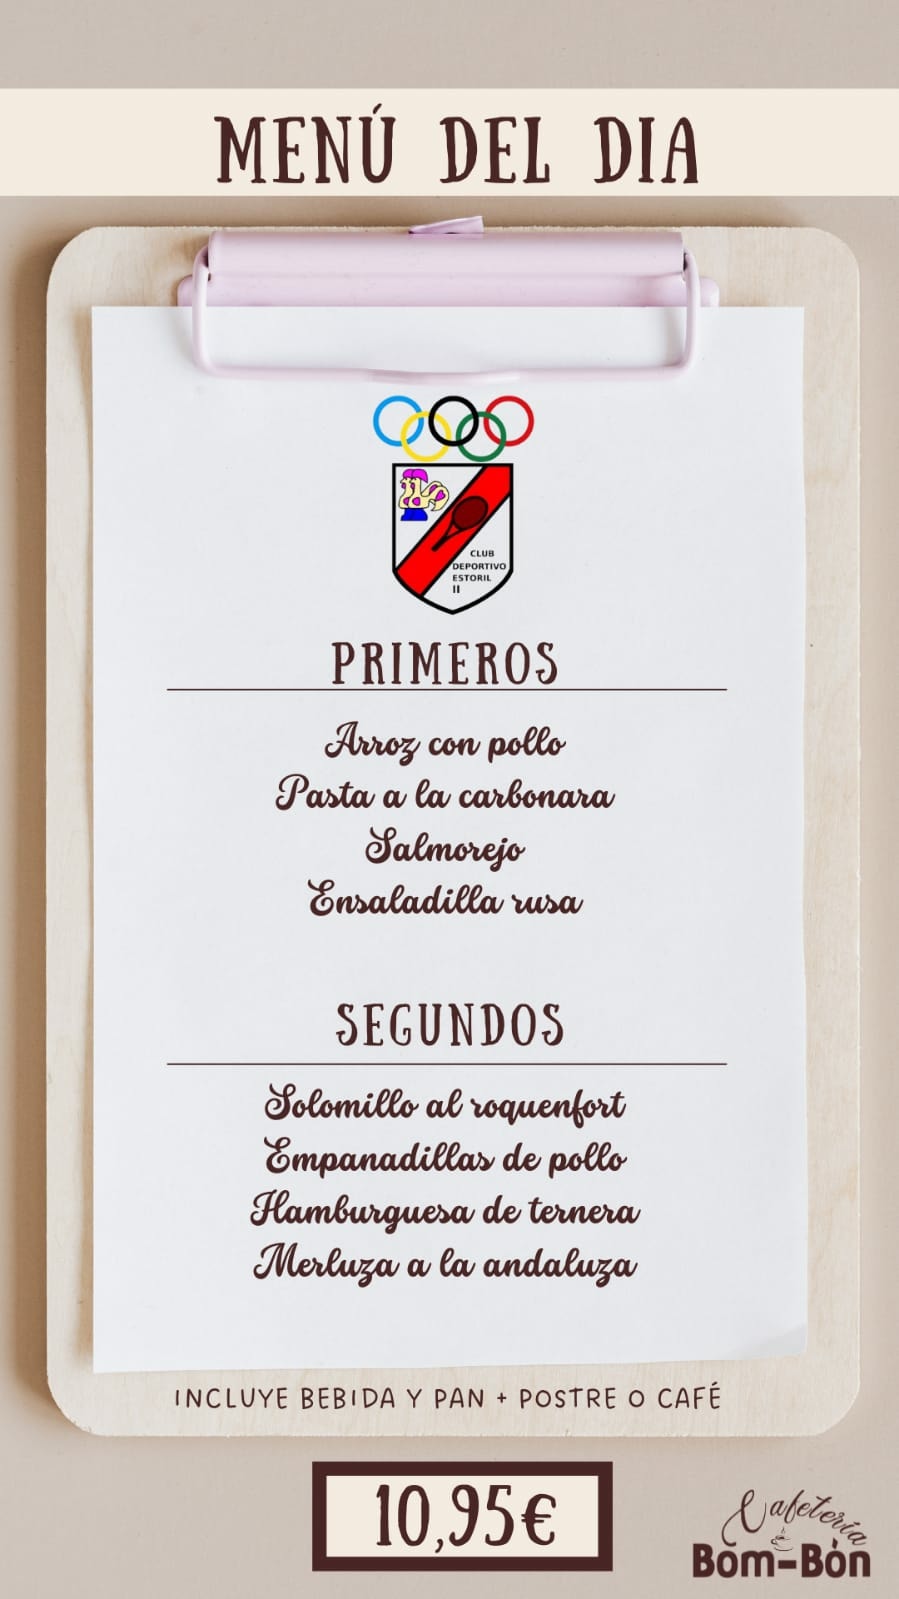 MENÚ DEL DIA
CLUB
DEPORTIVO
ESTORIL
II
PRIMEROS
Arroz con pollo
Pasta a la carbonara
Salmorejo
Ensaladilla rusa
SEGUNDOS
Solomillo al roquenfort
Empanadillas de pollo
Hamburguesa de ternera
Merluza a la andaluza
INCLUYE BEBIDA Y PAN + POSTRE O CAFÉ
10,95€
Cafetería
Bom-Bòn